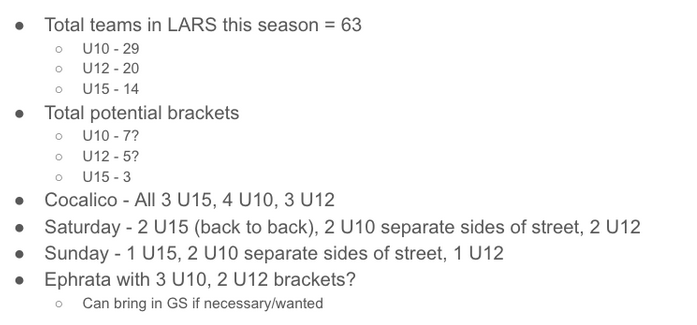 Total teams in LARS this season = 63
U10 - 29
U12 - 20
U15 - 14
Total potential brackets
U10 - 7?
U12 - 5?
U15 - 3
Cocalico - All 3 U15, 4 U10, 3 U12
Saturday - 2 U15 (back to back), 2 U10 separate sides of street, 2 U12
Sunday - 1 U15, 2 U10 separate sides of street, 1 U12
Ephrata with 3 U10, 2 U12 brackets?
Can bring in GS if necessary/wanted